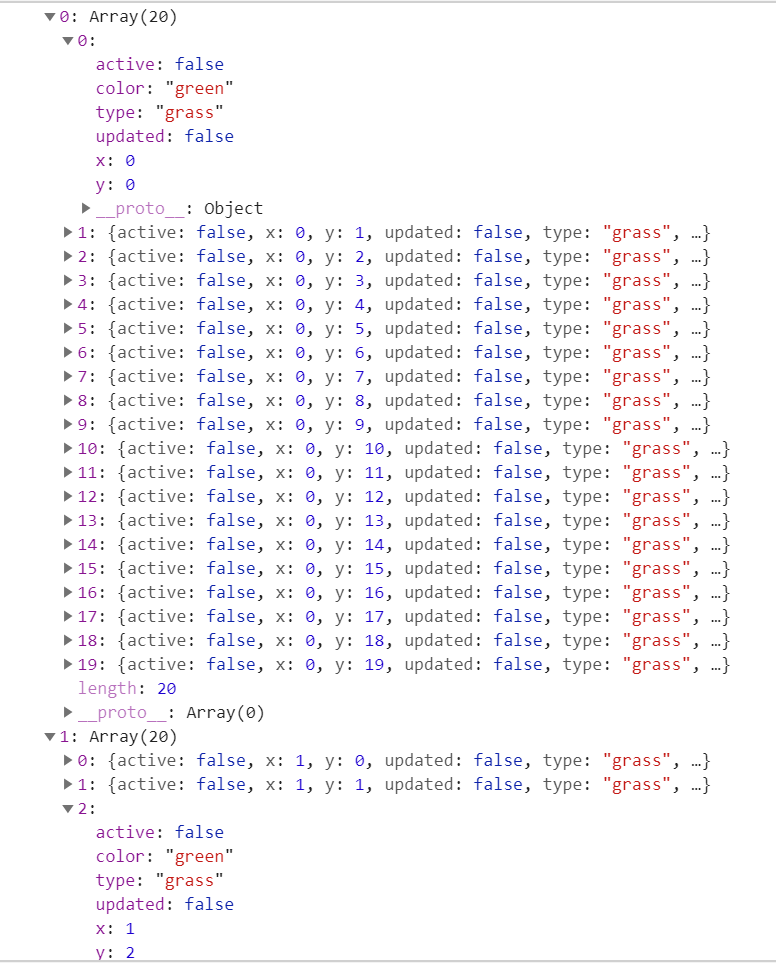 ▼0: Array(20)
▼0:
active: false
color: "green"
type: "grass"
updated: false
x: 0
y: 0
▶__proto__: Object
▶1: {active: false, x: 0, y: 1, updated: false, type: "grass", …}
▶2: {active: false, x: 0, y: 2, updated: false, type: "grass", …}
▶3: {active: false, x: 0, y: 3, updated: false, type: "grass", …}
▶4: {active: false, x: 0, y: 4, updated: false, type: "grass", …}
▶5: {active: false, x: 0, y: 5, updated: false, type: "grass", …}
▶6: {active: false, x: 0, y: 6, updated: false, type: "grass", …}
▶7: {active: false, x: 0, y: 7, updated: false, type: "grass", …}
▶8: {active: false, x: 0, y: 8, updated: false, type: "grass", …}
▶9: {active: false, x: 0, y: 9, updated: false, type: "grass", …}
▶10: {active: false, x: 0, y: 10, updated: false, type: "grass", …}
▶11: {active: false, x: 0, y: 11, updated: false, type: "grass", …}
▶12: {active: false, x: 0, y: 12, updated: false, type: "grass", …}
▶13: {active: false, x: 0, y: 13, updated: false, type: "grass", …}
▶14: {active: false, x: 0, y: 14, updated: false, type: "grass", …}
▶15: {active: false, x: 0, y: 15, updated: false, type: "grass", …}
▶16: {active: false, x: 0, y: 16, updated: false, type: "grass", …}
▶17: {active: false, x: 0, y: 17, updated: false, type: "grass", …}
▶18: {active: false, x: 0, y: 18, updated: false, type: "grass", …}
▶19: {active: false, x: 0, y: 19, updated: false, type: "grass", …}
length: 20
▶__proto__: Array(0)
▼1: Array(20)
▶0: {active: false, x: 1, y: 0, updated: false, type: "grass", …}
▶1: {active: false, x: 1, y: 1, updated: false, type: "grass", …}
▼2:
active: false
color: "green"
type: "grass"
updated: false
x: 1
y: 2